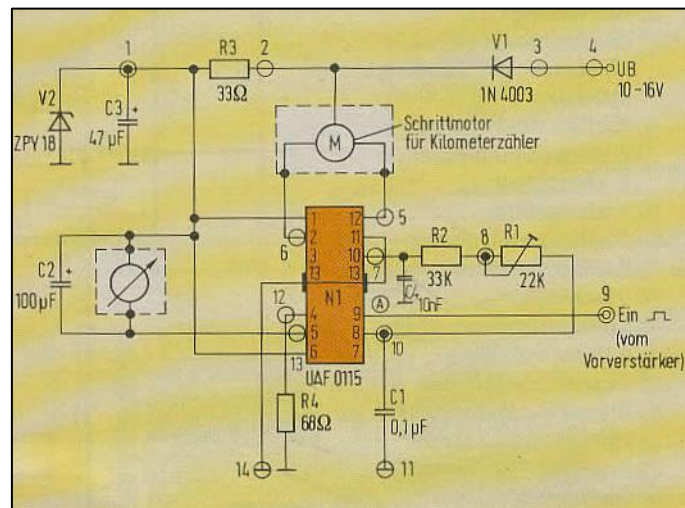 1
R3
2
V1
3
4
UB
10-16V
33Ω
1N 4003
V2
ZPY 18
C3
+
47 µF
M
Schrittmotor
für Kilometerzähler
5
6
1
2
3
13
4
5
6
12
11
10
13
9
8
7
N1
UAF 0115
7
C4
10nF
R2
33K
8
R1
22K
A
9
Ein
(vom
Vorverstärker)
C2
+
100µF
12
13
10
R4
68Ω
C1
0,1 µF
14
11